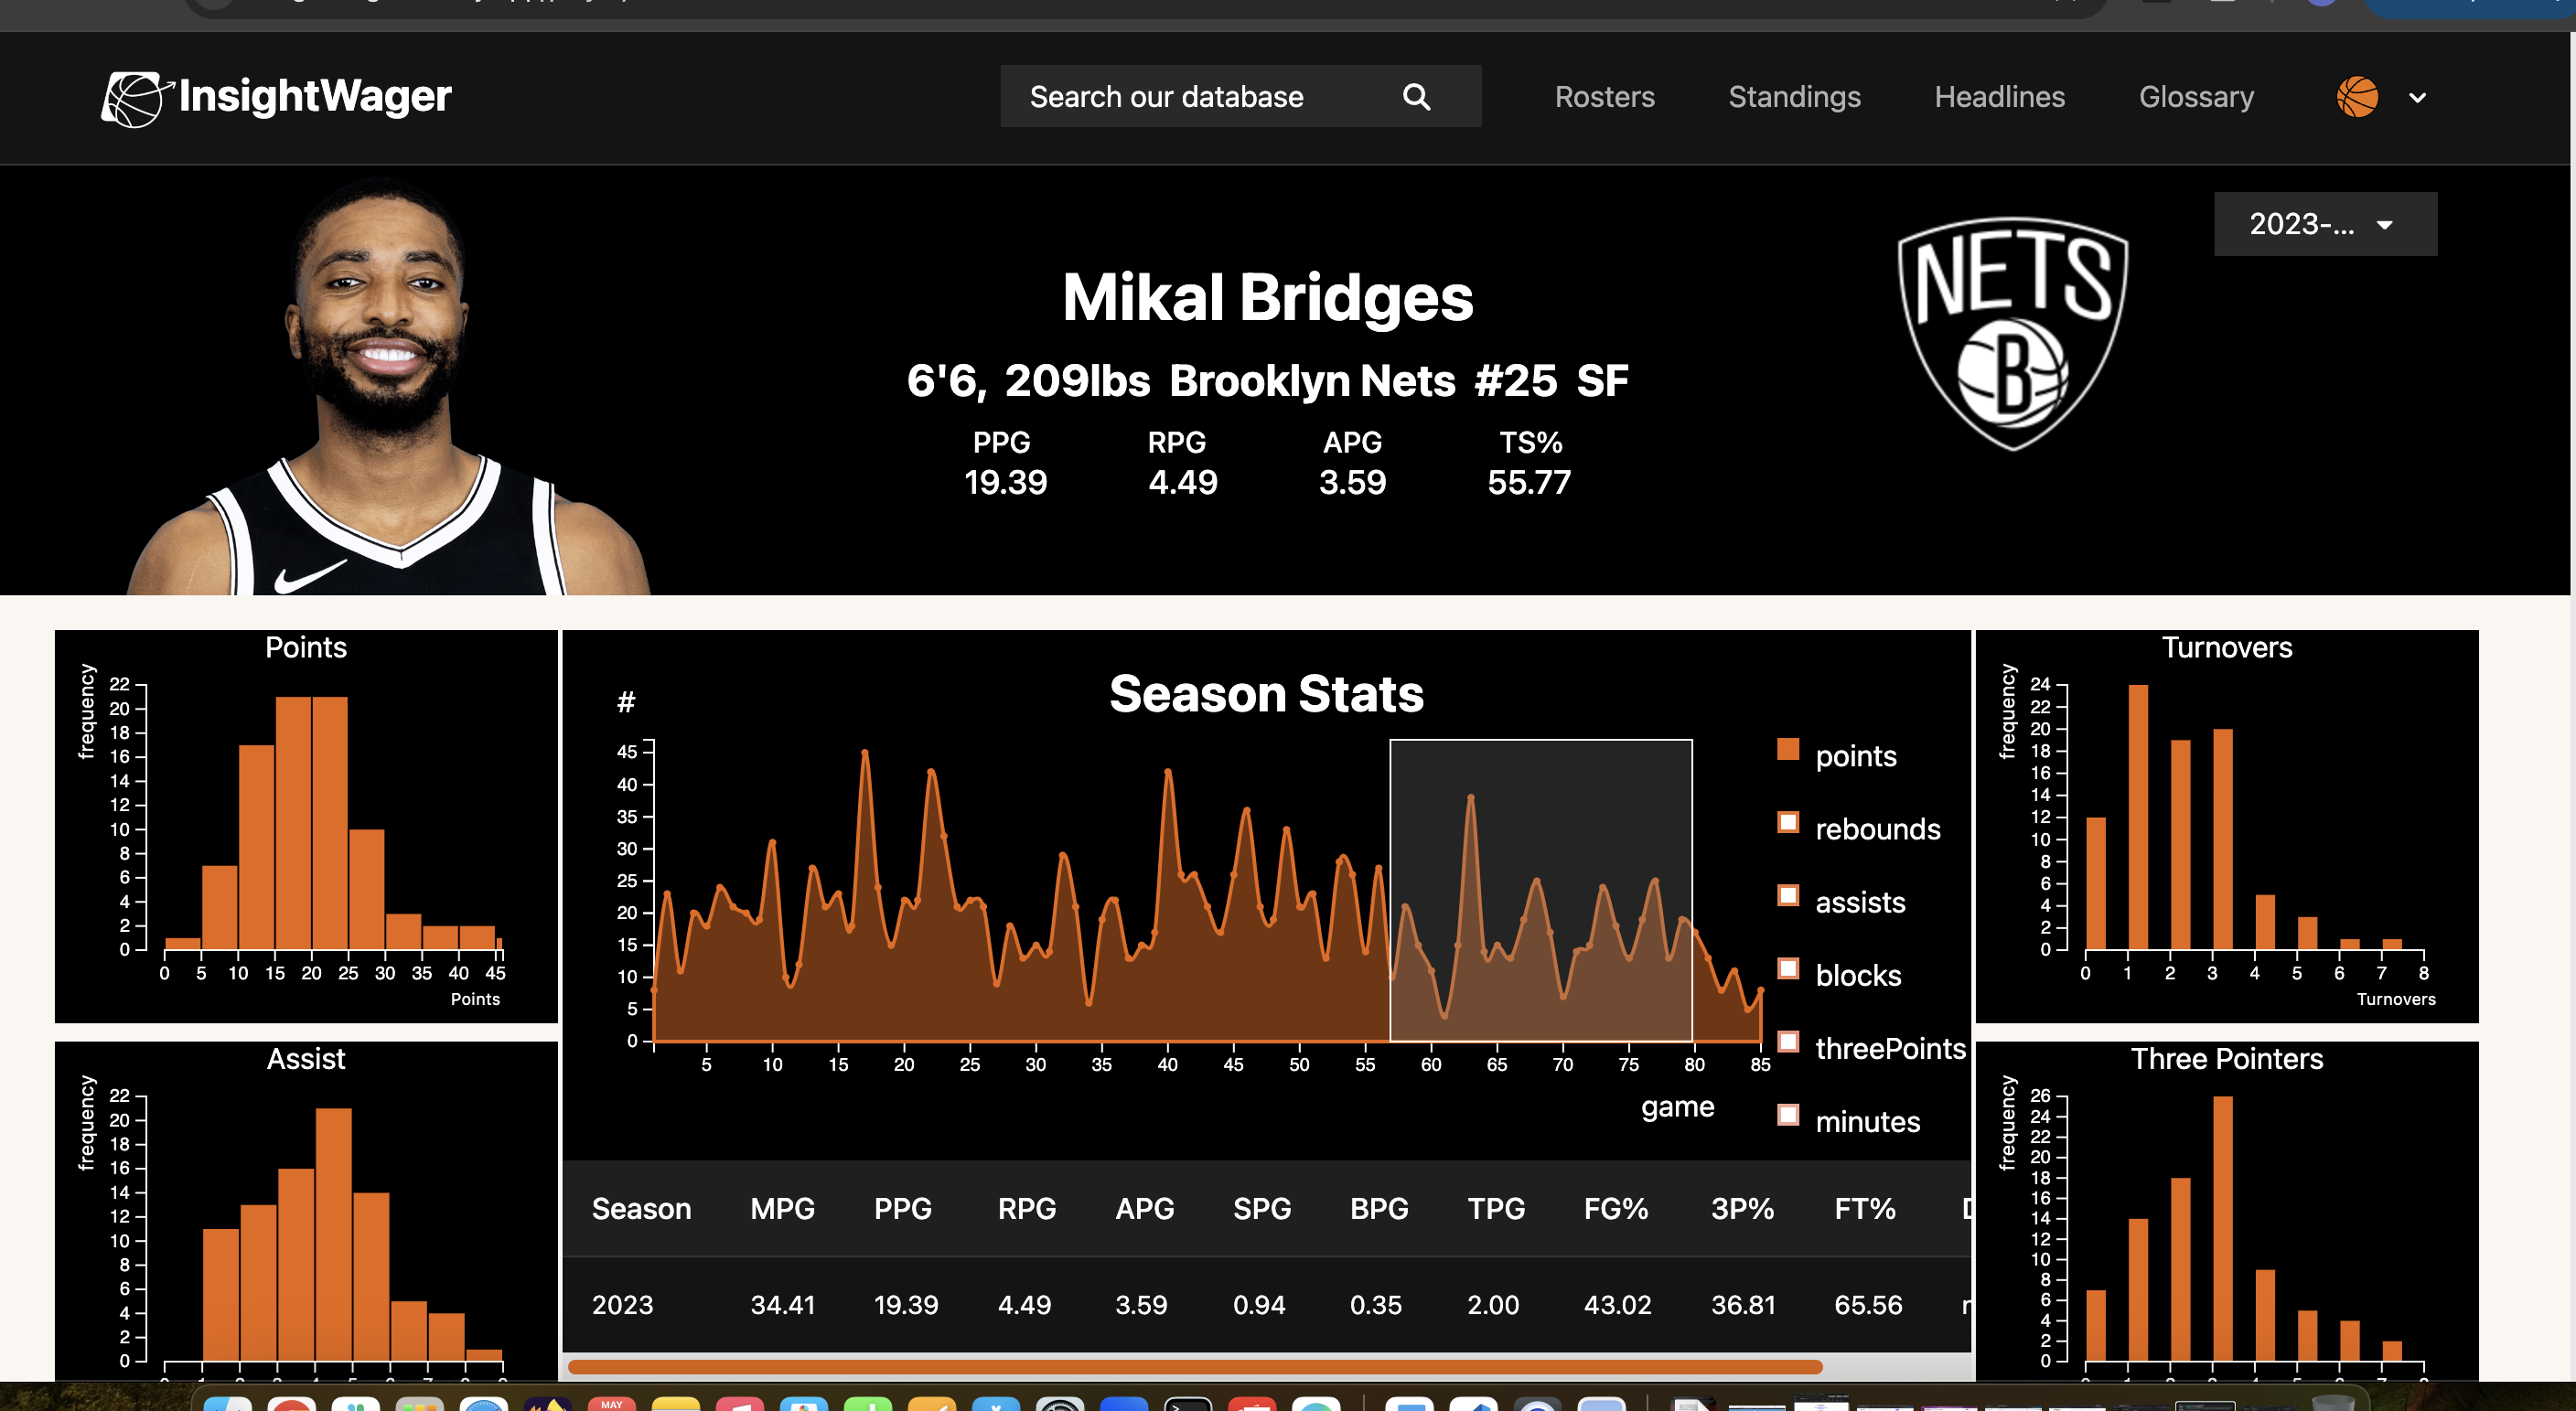 InsightWager
Search our database
Rosters Standings Headlines Glossary
2023-...
NETS
B
Mikal Bridges
6'6, 209lbs Brooklyn Nets #25 SF
PPG RPG APG TS%
19.39 4.49 3.59 55.77
Points
frequency
22
20
18
16
14
12
10
8
6
4
2
0
0 5 10 15 20 25 30 35 40 45
Points
Assist
frequency
22
20
18
16
14
12
10
8
6
4
2
0
Season Stats
#
45
40
35
30
25
20
15
10
5
0
5 10 15 20 25 30 35 40 45 50 55 60 65 70 75 80 85
game
points
rebounds
assists
blocks
threePoints
minutes
Season MPG PPG RPG APG SPG BPG TPG FG% 3P% FT%
2023 34.41 19.39 4.49 3.59 0.94 0.35 2.00 43.02 36.81 65.56
Turnovers
frequency
24
22
20
18
16
14
12
10
8
6
4
2
0
0 1 2 3 4 5 6 7 8
Turnovers
Three Pointers
frequency
26
24
22
20
18
16
14
12
10
8
6
4
2
0
MAY